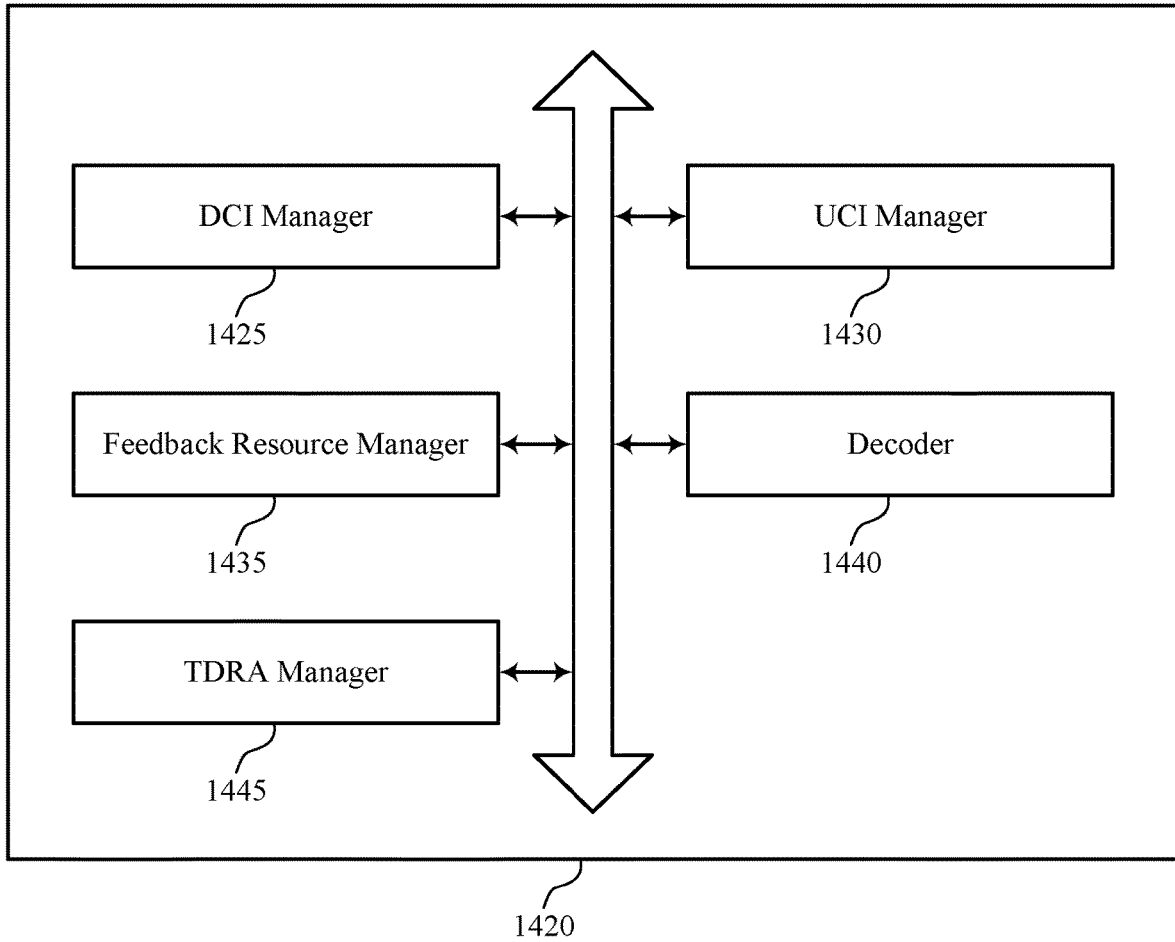 DCI Manager
UCI Manager
1425
1430
Feedback Resource Manager
Decoder
1435
1440
TDRA Manager
1445
1420